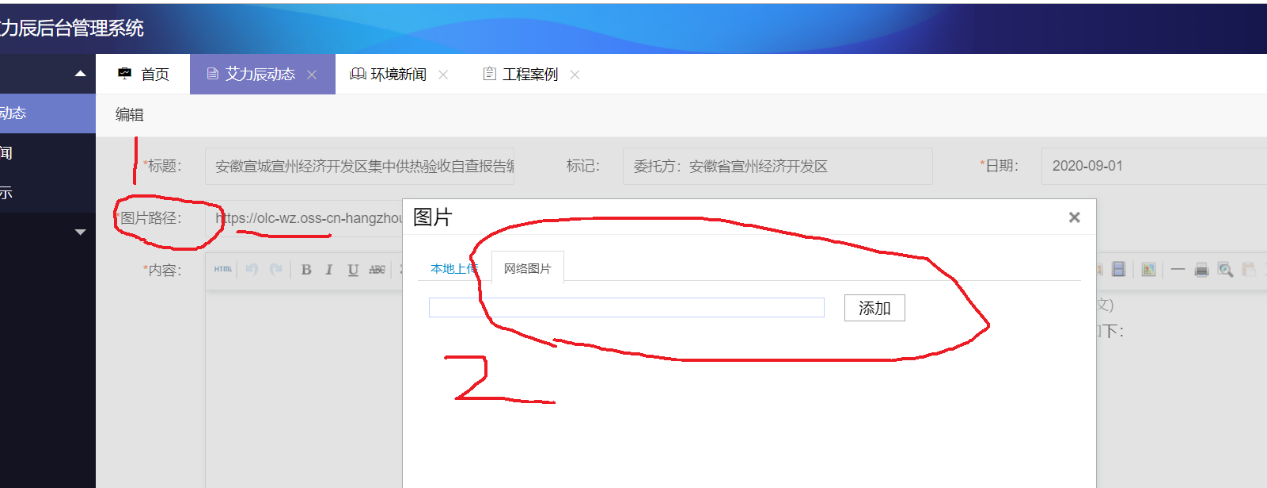 力辰后台管理系统
首页 艾力辰动态 环境新闻 工程案例
动态
编辑
闻
*标题: 安徽宣城宣州经济开发区集中供热验收自查报告编 标记: 委托方:安徽省宣州经济开发区 *日期: 2020-09-01
1
示
*图片路径: https://olc-wz.oss-cn-hangzhou
图片
*内容: HTML B I U ABC
本地上传 网络图片
添加
文)
下:
2